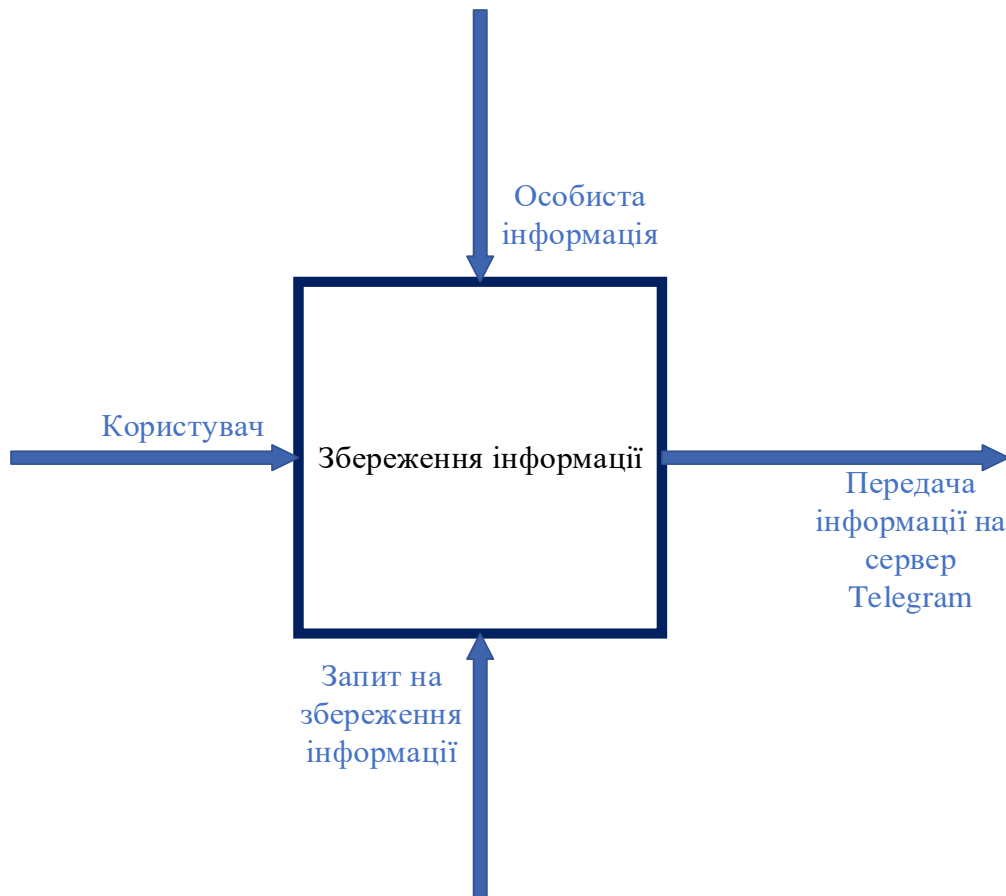 Особиста
інформація
Користувач
Збереження інформації
Передача
інформації на
сервер
Telegram
Запит на
збереження
інформації